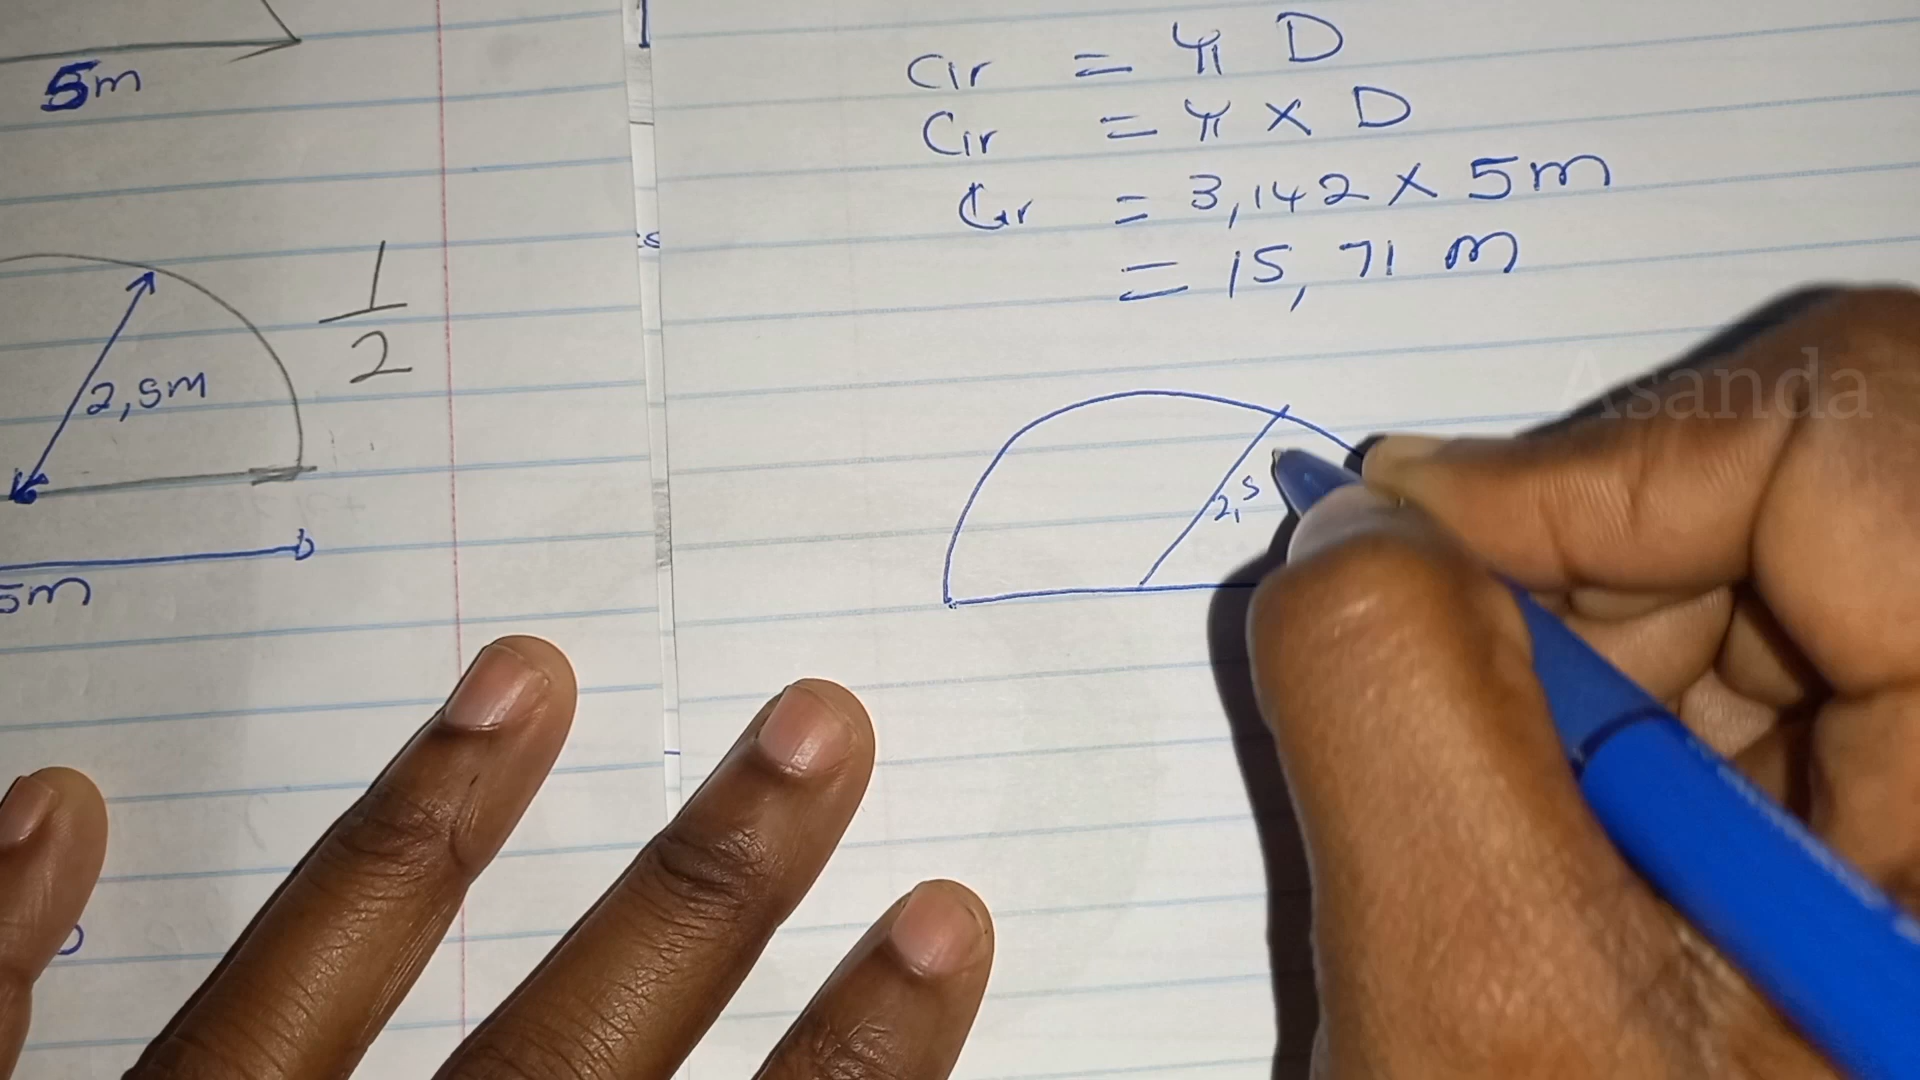 5m
1
2
2,5m
5m
Cir = π D
Cir = π x D
Cir = 3,142 x 5m
= 15,71 m
2,5
Asanda